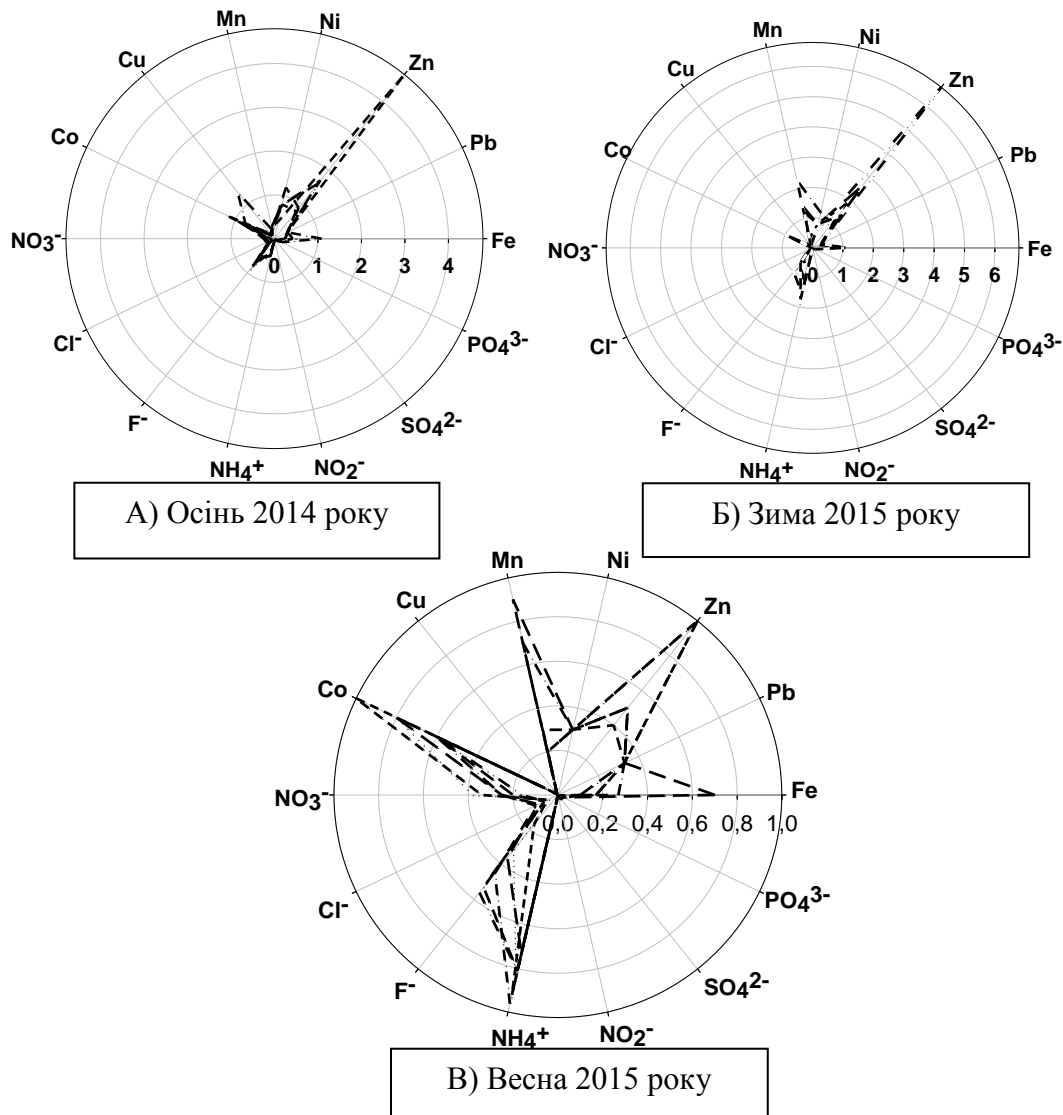 Mn
Ni
Cu
Zn
Co
Pb
NO3-
Fe
0 1 2 3 4
Cl-
PO43-
F-
SO42-
NH4+
NO2-
А) Осінь 2014 року
Mn
Ni
Cu
Zn
Co
Pb
NO3-
Fe
0 1 2 3 4 5 6
Cl-
PO43-
F-
SO42-
NH4+
NO2-
Б) Зима 2015 року
Mn
Ni
Cu
Zn
Co
Pb
NO3-
Fe
0,0 0,2 0,4 0,6 0,8 1,0
Cl-
PO43-
F-
SO42-
NH4+
NO2-
В) Весна 2015 року